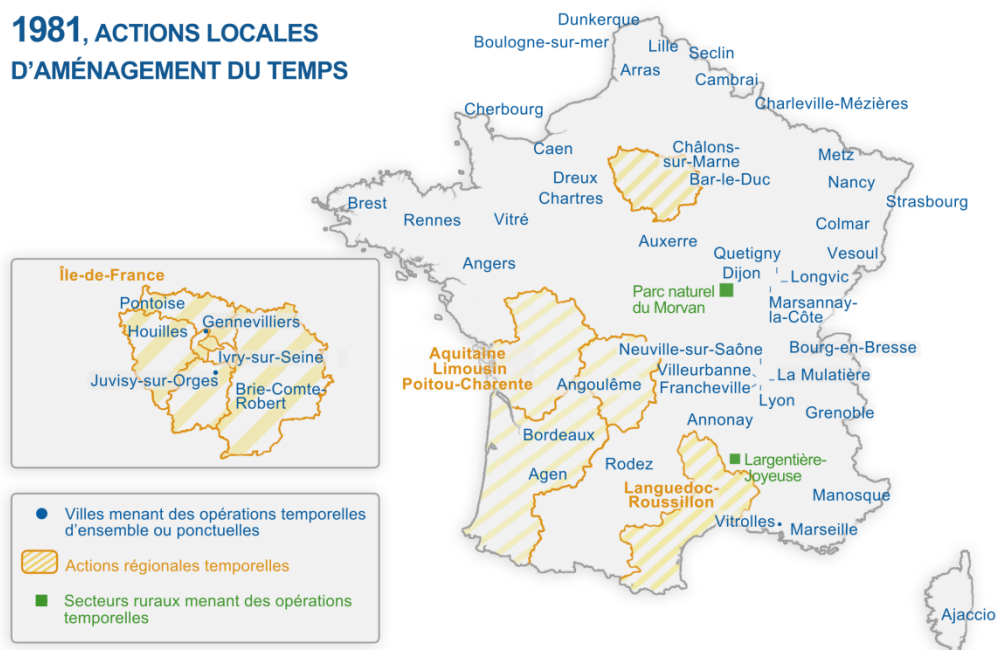 1981, ACTIONS LOCALES
D'AMÉNAGEMENT DU TEMPS
Dunkerque
Boulogne-sur-mer
Lille
Seclin
Arras
Cambrai
Cherbourg
Charleville-Mézières
Caen
Châlons-
sur-Marne
Metz
Dreux
Bar-le-Duc
Nancy
Chartres
Strasbourg
Brest
Rennes
Vitré
Colmar
Auxerre
Quetigny
Vesoul
Angers
Dijon
Longvic
Parc naturel
du Morvan
Marsannay-
la-Côte
Île-de-France
Pontoise
Houilles
Gennevilliers
Ivry-sur-Seine
Juvisy-sur-Orges
Brie-Comte-
Robert
Aquitaine
Limousin
Poitou-Charente
Neuville-sur-Saône
Bourg-en-Bresse
Villeurbanne
La Mulatière
Angoulême
Francheville
Lyon
Grenoble
Annonay
Bordeaux
Agen
Rodez
Largentière-
Joyeuse
Languedoc-
Roussillon
Manosque
Vitrolles
Marseille
Ajaccio
Villes menant des opérations temporelles
d'ensemble ou ponctuelles
Actions régionales temporelles
Secteurs ruraux menant des opérations
temporelles